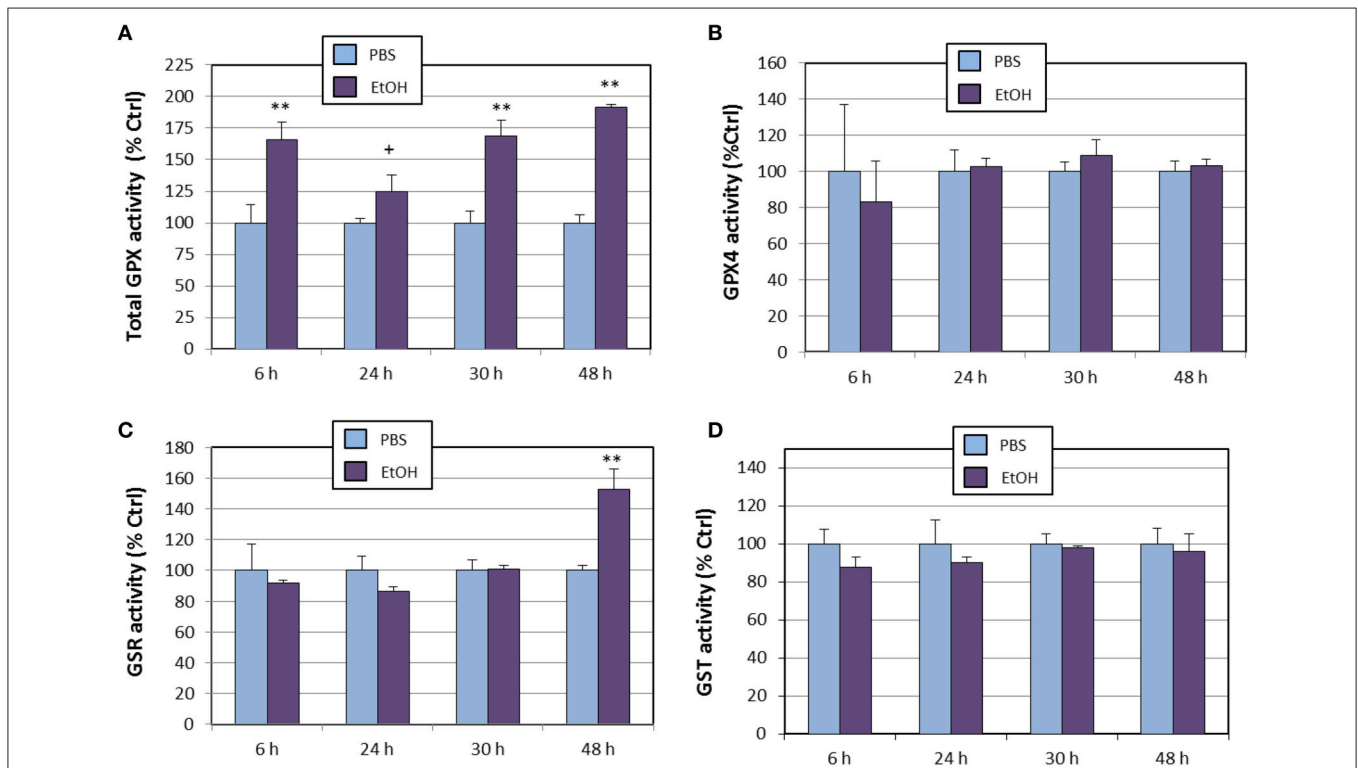 A
PBS
EtOH
Total GPX activity (% Ctrl)
225
200
175
150
125
100
75
50
25
0
**
+
**
**
6 h
24 h
30 h
48 h
B
PBS
EtOH
GPX4 activity (%Ctrl)
160
140
120
100
80
60
40
20
0
6 h
24 h
30 h
48 h
C
PBS
EtOH
GSR activity (% Ctrl)
180
160
140
120
100
80
60
40
20
0
**
6 h
24 h
30 h
48 h
D
PBS
EtOH
GST activity (% Ctrl)
140
120
100
80
60
40
20
0
6 h
24 h
30 h
48 h